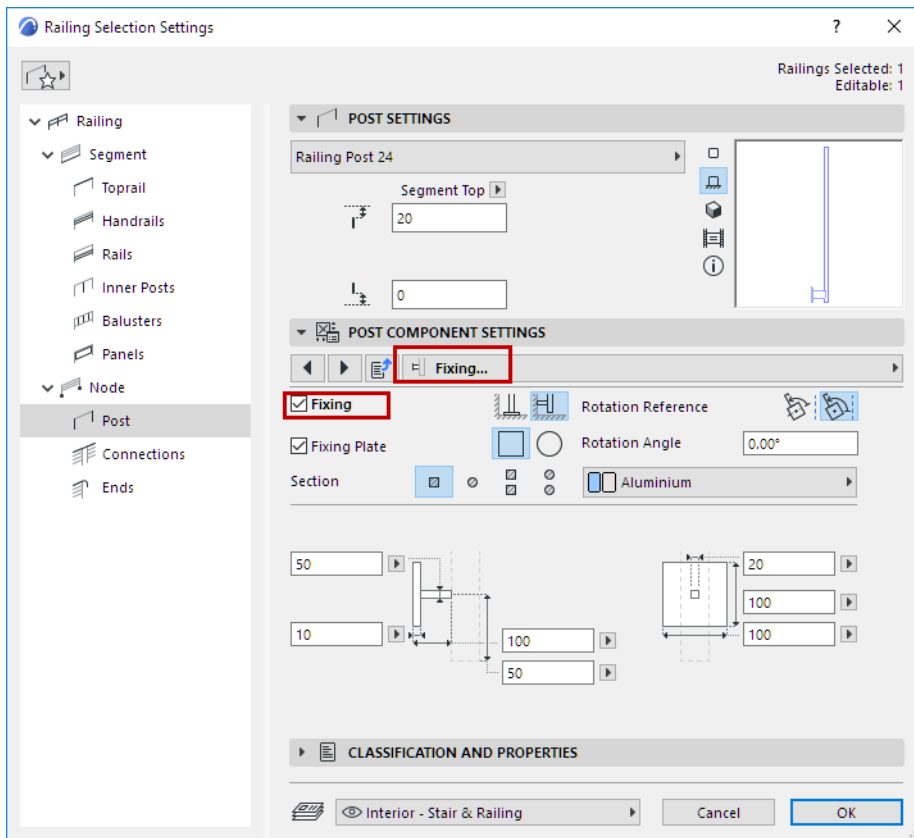 Railing Selection Settings
?
Railings Selected: 1
Editable: 1
Railing
Segment
Toprail
Handrails
Rails
Inner Posts
Balusters
Panels
Node
Post
Connections
Ends
POST SETTINGS
Railing Post 24
Segment Top
20
0
POST COMPONENT SETTINGS
Fixing...
Fixing
Rotation Reference
Fixing Plate
Rotation Angle
0.00°
Section
Aluminium
50
10
100
50
20
100
100
CLASSIFICATION AND PROPERTIES
Interior - Stair & Railing
Cancel
OK